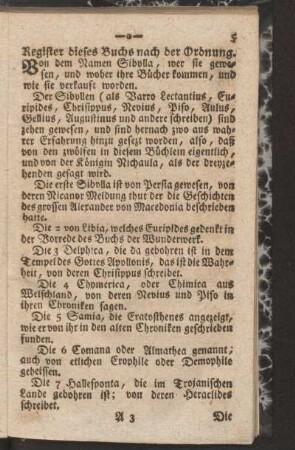 — o — 5
Register dieses Buchs nach der Ordnung.
Von dem Namen Sibylla, wer sie gewe-
sen, und woher ihre Bücher kommen, und
wie sie verkauft worden.
Der Sibyllen (als Varro Lectantius, Eu-
ripides, Chrisippus, Nevius, Piso, Aulus,
Gellius, Augustinus und andere schreiben) sind
zehen gewesen, und sind hernach zwo aus wah-
rer Erfahrung hinzu gesezt worden, also, daß
von den zwölfen in diesem Büchlein eigentlich,
und von der Königin Nichaula, als der dreyze-
henden gesagt wird.
Die erste Sibylla ist von Persia gewesen, von
deren Nicanor Meldung thut der die Geschichten
des grossen Alexander von Macedonia beschrieben
hatte.
Die 2 von Libia, welches Euripides gedenkt in
der Vorrede des Buchs der Wunderwerk.
Die 3 Delphica, die da gebohren ist in dem
Tempel des Gottes Apollonis, das ist die Wahr-
heit, von deren Chrisippus schreibet.
Die 4 Chymerica, oder Chimica aus
Welschland, von deren Nevius und Piso in
ihren Chroniken sagen.
Die 5 Samia, die Eratosthenes angezeigt,
wie er von ihr in den alten Chroniken geschrieben
funden.
Die 6 Comana oder Almathea genannt;
auch von etlichen Erophile oder Demophile
geheissen.
Die 7 Hallesponta, die im Trojanischen
Lande gebohren ist; von deren Heraclides
schreibet.
A 3 Die